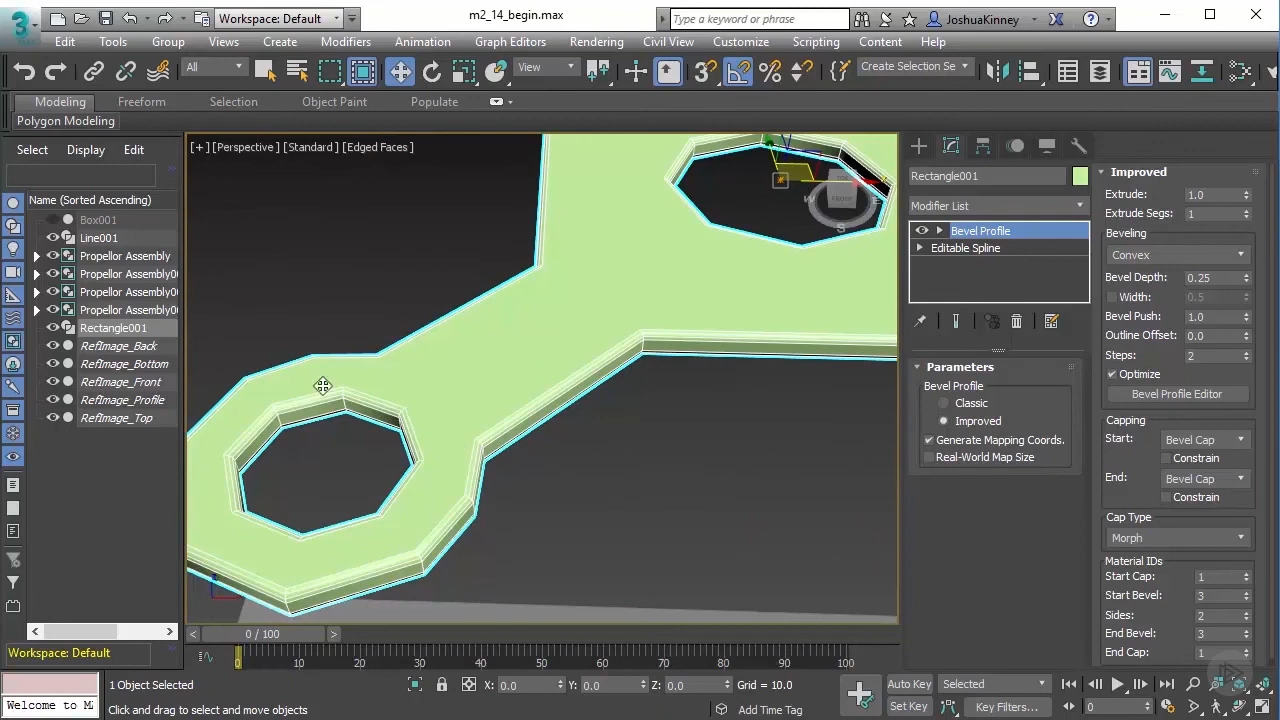 3
Workspace: Default
m2_14_begin.max
Type a keyword or phrase
JoshuaKinney
Edit Tools Group Views Create Modifiers Animation Graph Editors Rendering Civil View Customize Scripting Content Help
All
View
Create Selection Se
Modeling Freeform Selection Object Paint Populate
Polygon Modeling
Select Display Edit
Name (Sorted Ascending)
Box001
Line001
Propellor Assembly
Propellor Assembly0
Propellor Assembly0
Propellor Assembly0
Rectangle001
RefImage_Back
RefImage_Bottom
RefImage_Front
RefImage_Profile
RefImage_Top
Workspace: Default
[+] [Perspective] [Standard] [Edged Faces]
W
S
Rectangle001
Modifier List
Bevel Profile
Editable Spline
Parameters
Bevel Profile
Classic
Improved
Generate Mapping Coords.
Real-World Map Size
Improved
Extrude: 1.0
Extrude Segs: 1
Beveling
Convex
Bevel Depth: 0.25
Width: 0.5
Bevel Push: 1.0
Outline Offset: 0.0
Steps: 2
Optimize
Bevel Profile Editor
Capping
Start: Bevel Cap
Constrain
End: Bevel Cap
Constrain
Cap Type
Morph
Material IDs
Start Cap: 1
Start Bevel: 3
Sides: 2
End Bevel: 3
End Cap: 1
< 0 / 100 >
0 10 20 30 40 50 60 70 80 90 100
1 Object Selected
X: 0.0 Y: 0.0 Z: 0.0 Grid = 10.0
Auto Key Selected
Welcome to M
Click and drag to select and move objects
Add Time Tag
Set Key Key Filters... 0